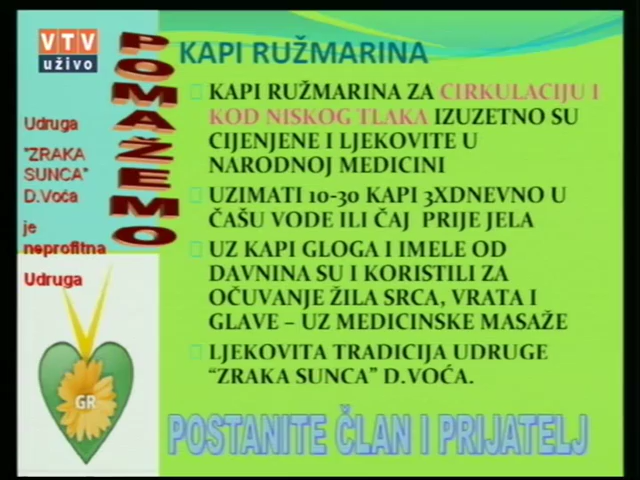 VTV
uživo
POMAŽEMO
Udruga
"ZRAKA
SUNCA"
D.Voća
je
neprofitna
Udruga
GR
KAPI RUŽMARINA
KAPI RUŽMARINA ZA CIRKULACIJU I
KOD NISKOG TLAKA IZUZETNO SU
CIJENJENE I LJEKOVITE U
NARODNOJ MEDICINI
UZIMATI 10-30 KAPI 3XDNEVNO U
ČAŠU VODE ILI ČAJ PRIJE JELA
UZ KAPI GLOGA I IMELE OD
DAVNINA SU I KORISTILI ZA
OČUVANJE ŽILA SRCA, VRATA I
GLAVE – UZ MEDICINSKE MASAŽE
LJEKOVITA TRADICIJA UDRUGE
“ZRAKA SUNCA” D.VOĆA.
POSTANITE ČLAN I PRIJATELJ